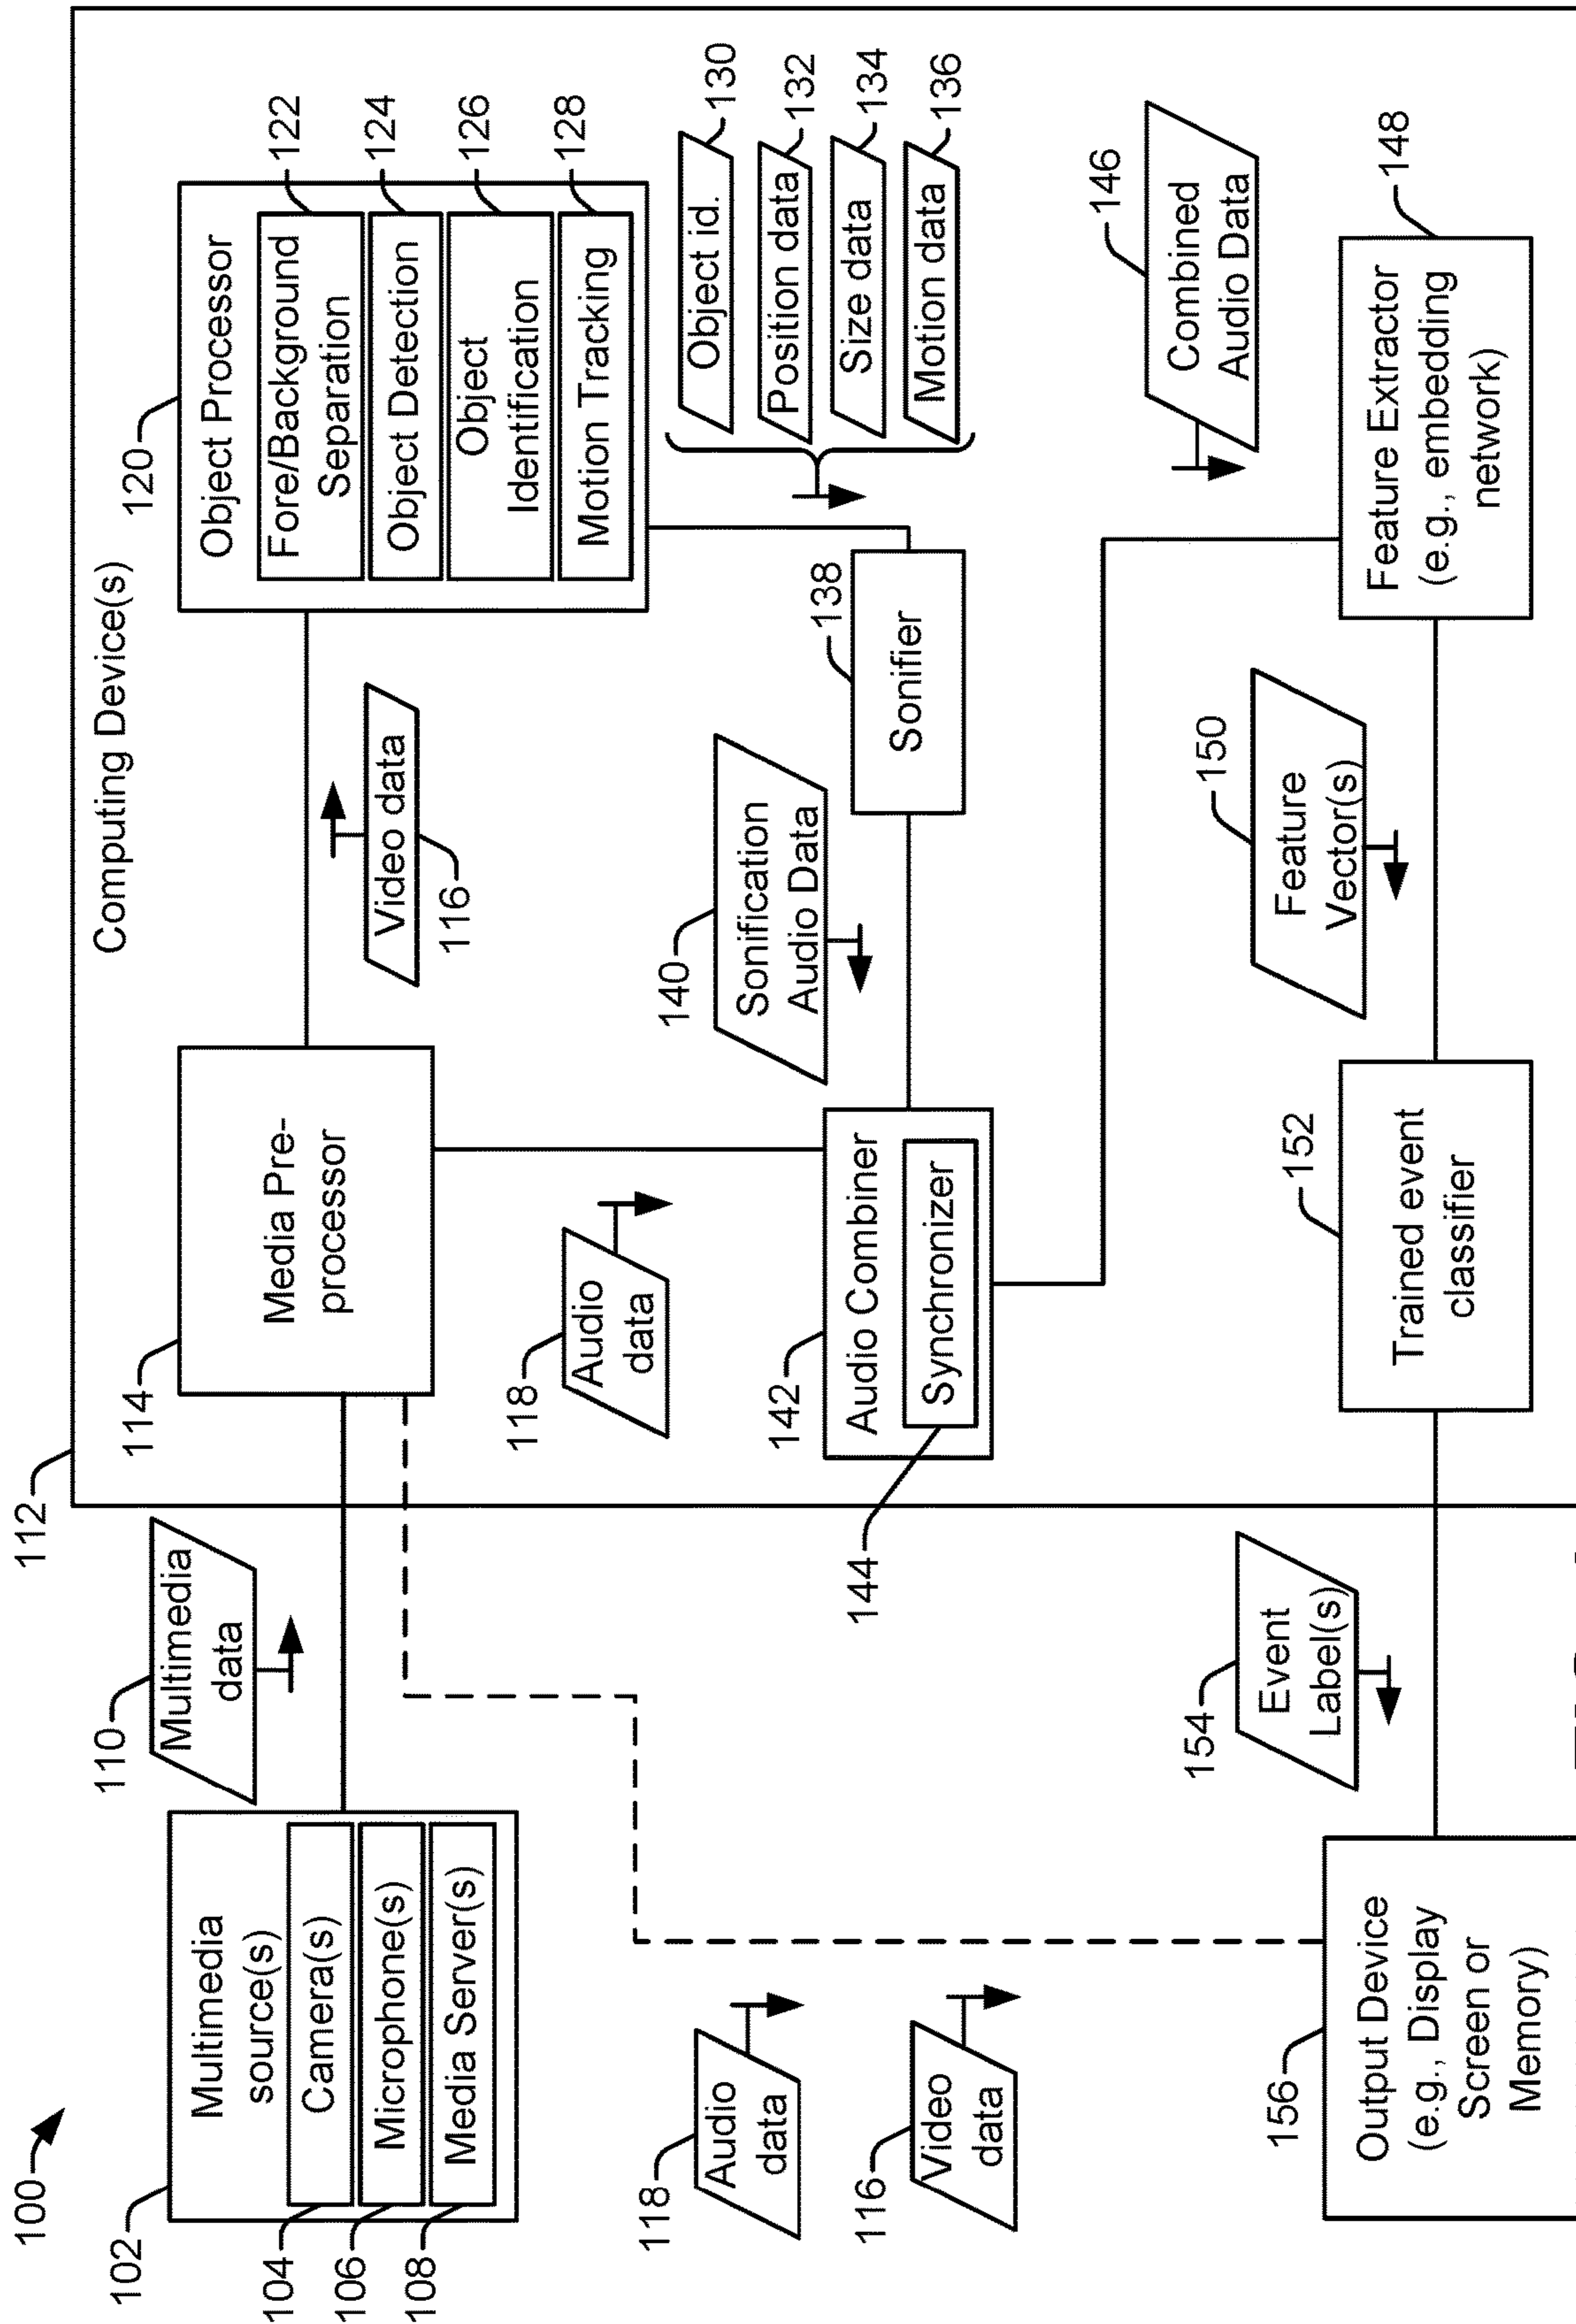 100
102
Multimedia
source(s)
Camera(s)
Microphone(s)
Media Server(s)
104
106
108
110
Multimedia
data
112
Computing Device(s)
114
Media Pre-
processor
Video data
116
120
Object Processor
Fore/Background
Separation
Object Detection
Object
Identification
Motion Tracking
122
124
126
128
Object id.
130
Position data
132
Size data
134
Motion data
136
138
Sonifier
140
Sonification
Audio Data
118
Audio
data
142
Audio Combiner
Synchronizer
144
146
Combined
Audio Data
148
Feature Extractor
(e.g., embedding
network)
150
Feature
Vector(s)
152
Trained event
classifier
154
Event
Label(s)
118
Audio
data
116
Video
data
156
Output Device
(e.g., Display
Screen or
Memory)